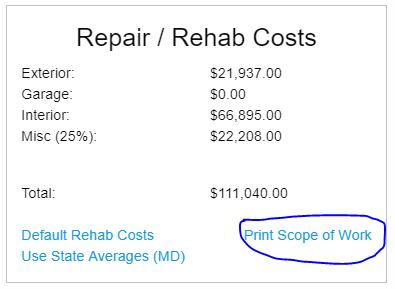 Repair / Rehab Costs
Exterior: $21,937.00
Garage: $0.00
Interior: $66,895.00
Misc (25%): $22,208.00
Total: $111,040.00
Default Rehab Costs Print Scope of Work
Use State Averages (MD)